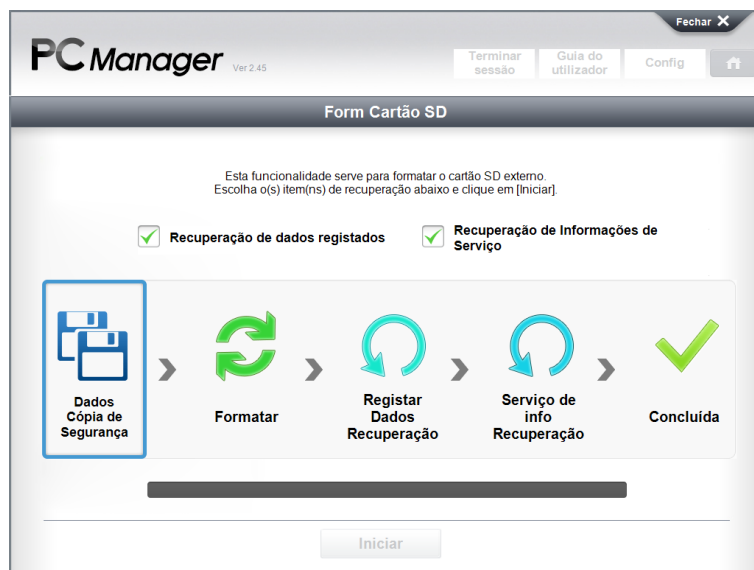 Fechar X
PC Manager Ver 2.45
Terminar sessão
Guia do utilizador
Config
Form Cartão SD
Esta funcionalidade serve para formatar o cartão SD externo.
Escolha o(s) item(ns) de recuperação abaixo e clique em [Iniciar].
Recuperação de dados registados
Recuperação de Informações de
Serviço
Dados
Cópia de
Segurança
Formatar
Registar
Dados
Recuperação
Serviço de
info
Recuperação
Concluída
Iniciar